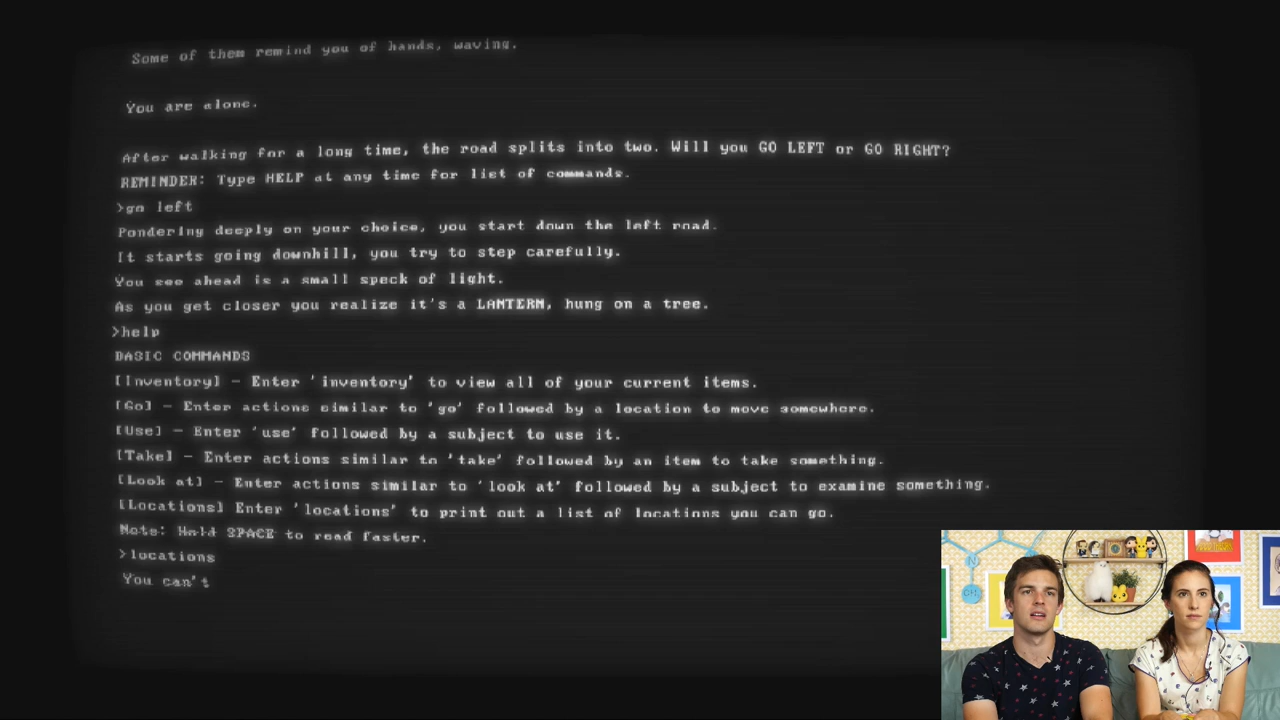 Some of them remind you of hands, waving.
You are alone.
After walking for a long time, the road splits into two. Will you GO LEFT or GO RIGHT?
REMINDER: Type HELP at any time for list of commands.
>go left
Pondering deeply on your choice, you start down the left road.
It starts going downhill, you try to step carefully.
You see ahead is a small speck of light.
As you get closer you realize it's a LANTERN, hung on a tree.
>help
BASIC COMMANDS
[Inventory] - Enter 'inventory' to view all of your current items.
[Go] - Enter actions similar to 'go' followed by a location to move somewhere.
[Use] - Enter 'use' followed by a subject to use it.
[Take] - Enter actions similar to 'take' followed by an item to take something.
[Look at] - Enter actions similar to 'look at' followed by a subject to examine something.
[Locations] Enter 'locations' to print out a list of locations you can go.
Note: Hold SPACE to read faster.
>locations
You can't